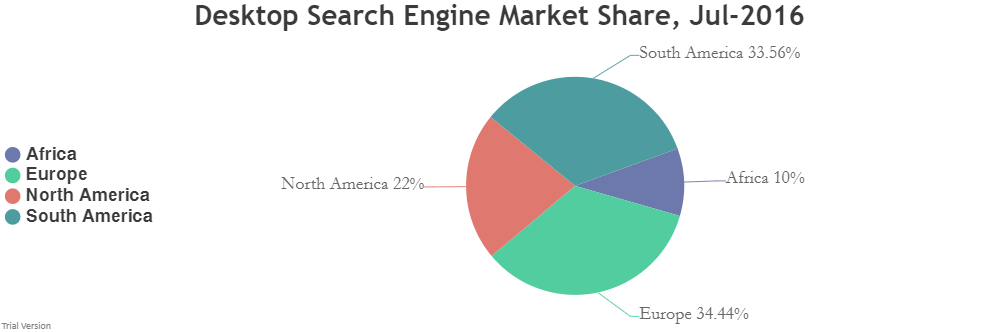 Desktop Search Engine Market Share, Jul-2016
South America 33.56%
Africa
Europe
North America
South America
North America 22%
Africa 10%
Europe 34.44%
Trial Version